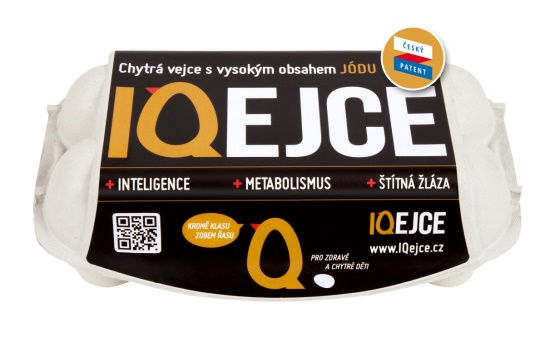 ČESKÝ
PATENT
Chytrá vejce s vysokým obsahem JÓDU
IQEJCE
+ INTELIGENCE + METABOLISMUS + ŠTÍTNÁ ŽLÁZA
KROMĚ KLASU
ZOBEM ŘASU
Q
PRO ZDRAVÉ
A CHYTRÉ DĚTI
IQEJCE
www.IQejce.cz